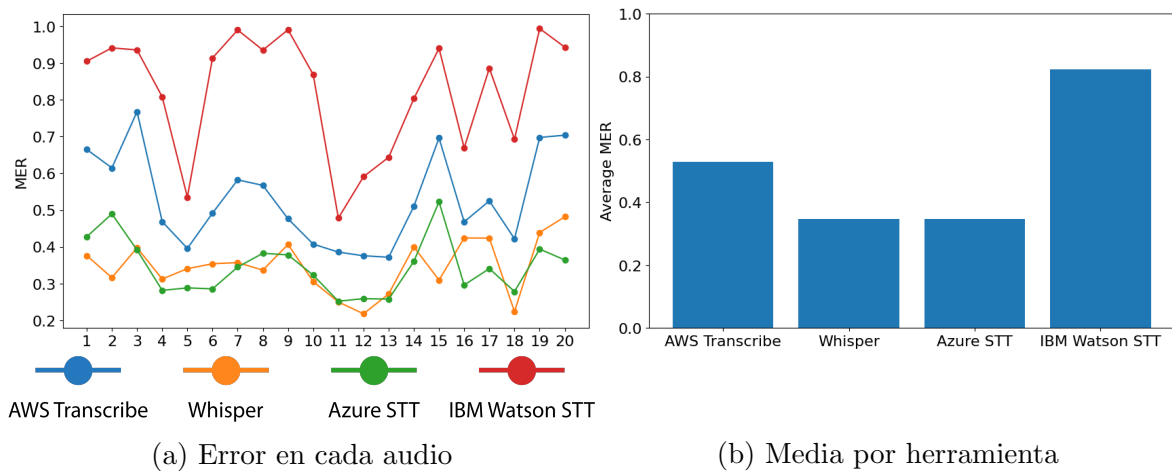 1.0
0.9
0.8
0.7
0.6
0.5
0.4
0.3
0.2
MER
1 2 3 4 5 6 7 8 9 10 11 12 13 14 15 16 17 18 19 20
AWS Transcribe Whisper Azure STT IBM Watson STT
(a) Error en cada audio
1.0
0.8
0.6
0.4
0.2
0.0
Average MER
AWS Transcribe Whisper Azure STT IBM Watson STT
(b) Media por herramienta